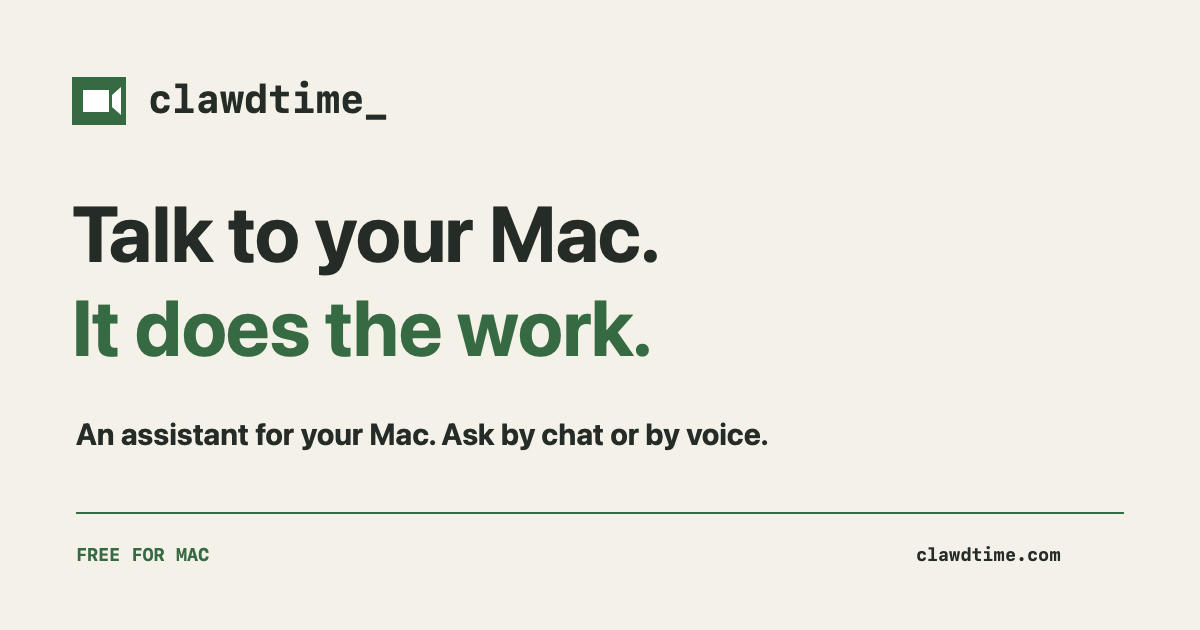 clawdtime_
Talk to your Mac.
It does the work.
An assistant for your Mac. Ask by chat or by voice.
FREE FOR MAC
clawdtime.com